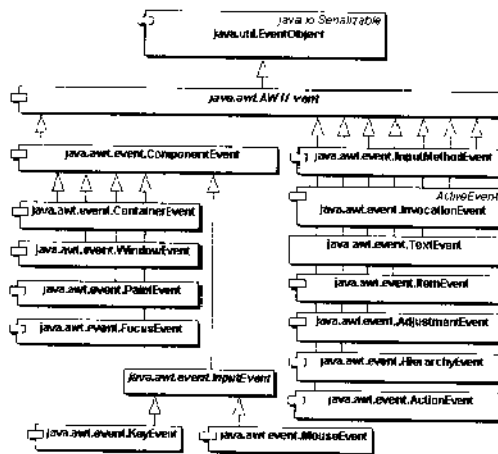 java.io.Serializable
java.util.EventObject
java.awt.AWTEvent
java.awt.event.ComponentEvent
java.awt.event.InputMethodEvent
ActiveEvent
java.awt.event.ContainerEvent
java.awt.event.InvocationEvent
java.awt.event.WindowEvent
java.awt.event.TextEvent
java.awt.event.PaintEvent
java.awt.event.ItemEvent
java.awt.event.FocusEvent
java.awt.event.AdjustmentEvent
java.awt.event.InputEvent
java.awt.event.HierarchyEvent
java.awt.event.ActionEvent
java.awt.event.KeyEvent
java.awt.event.MouseEvent